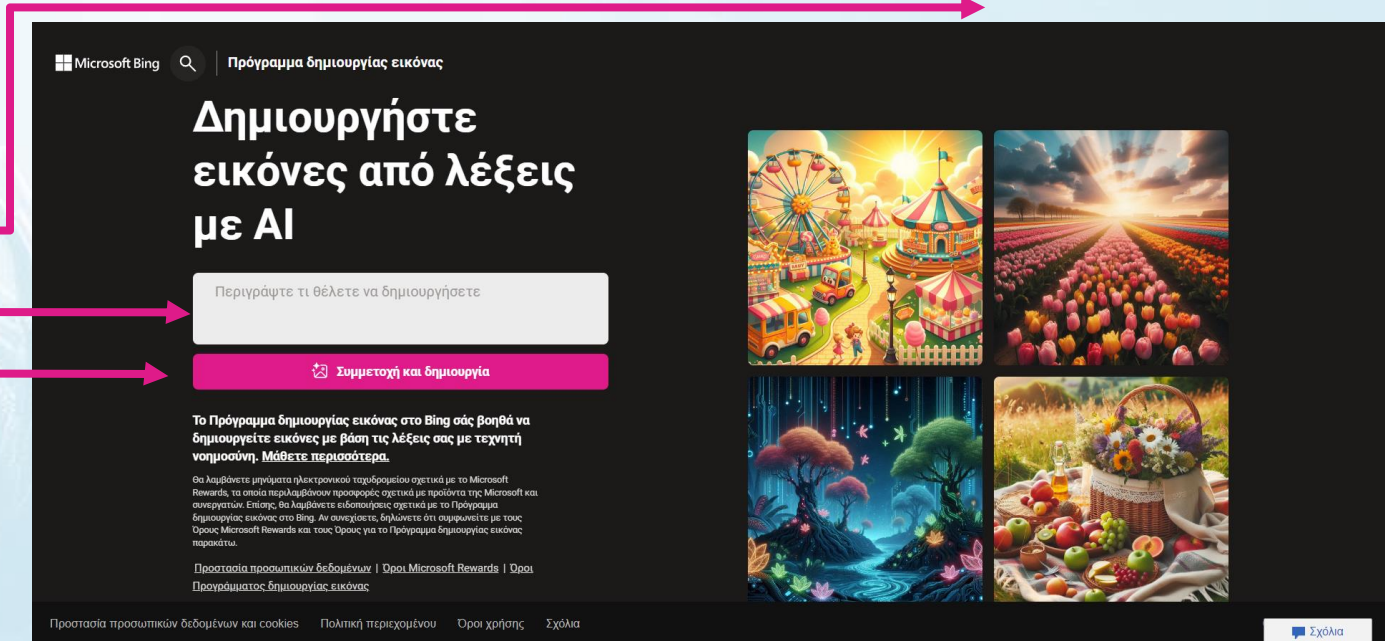 Microsoft Bing
Πρόγραμμα δημιουργίας εικόνας
Δημιουργήστε
εικόνες από λέξεις
με AI
Περιγράψτε τι θέλετε να δημιουργήσετε
Συμμετοχή και δημιουργία
Το Πρόγραμμα δημιουργίας εικόνας στο Bing σάς βοηθά να
δημιουργείτε εικόνες με βάση τις λέξεις σας με τεχνητή
νοημοσύνη. Μάθετε περισσότερα.
Θα λαμβάνετε μηνύματα ηλεκτρονικού ταχυδρομείου σχετικά με το Microsoft
Rewards, τα οποία περιλαμβάνουν προσφορές σχετικά με προϊόντα της Microsoft και
συνεργατών. Επίσης, θα λαμβάνετε ειδοποιήσεις σχετικά με το Πρόγραμμα
δημιουργίας εικόνας στο Bing. Αν συνεχίσετε, δηλώνετε ότι συμφωνείτε με τους
Όρους Microsoft Rewards και τους Όρους για το Πρόγραμμα δημιουργίας εικόνας
παρακάτω.
Προστασία προσωπικών δεδομένων | Όροι Microsoft Rewards | Όροι
Προγράμματος δημιουργίας εικόνας
Προστασία προσωπικών δεδομένων και cookies Πολιτική περιεχομένου Όροι χρήσης Σχόλια
Σχόλια